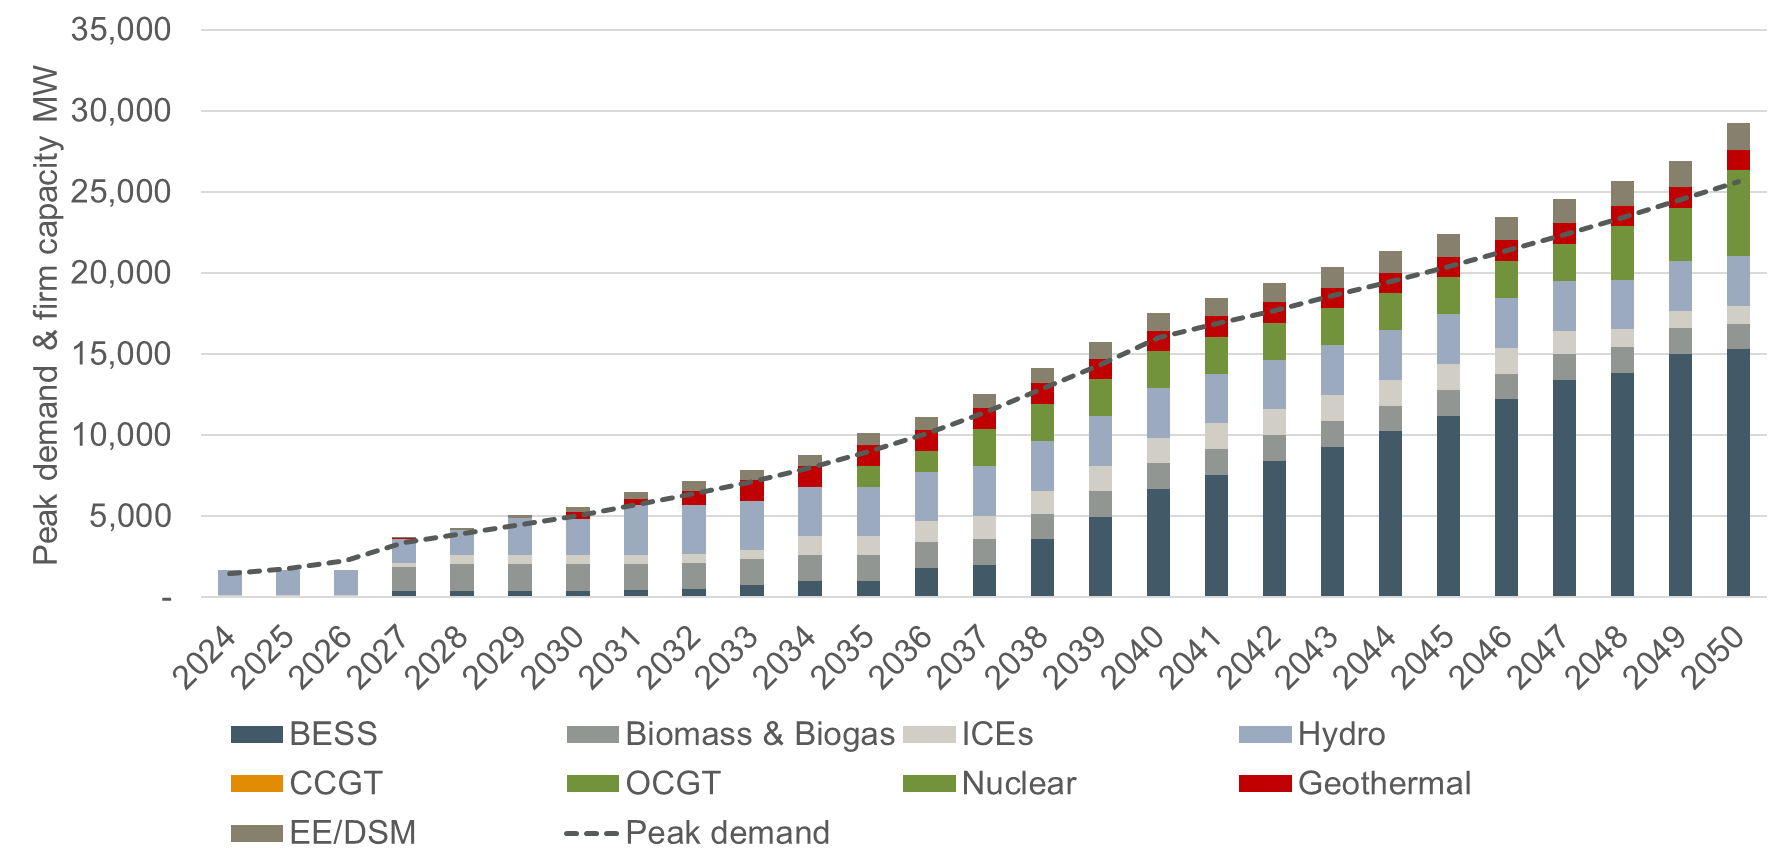 Peak demand & firm capacity MW
35,000
30,000
25,000
20,000
15,000
10,000
5,000
-
2024 2025 2026 2027 2028 2029 2030 2031 2032 2033 2034 2035 2036 2037 2038 2039 2040 2041 2042 2043 2044 2045 2046 2047 2048 2049 2050
BESS Biomass & Biogas ICEs Hydro
CCGT OCGT Nuclear Geothermal
EE/DSM Peak demand